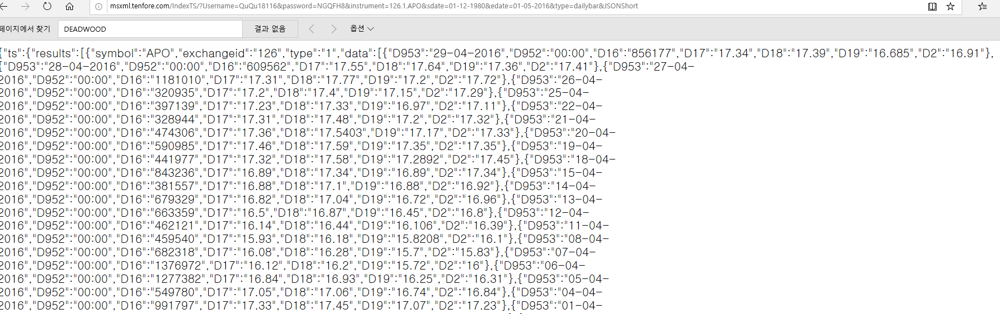 msxml.tenfore.com/IndexTS/?Username=QuQu18116&password=NGQFH8&instrument=126.1.APO&sdate=01-12-1980&edate=01-05-2016&type=dailybar&JSONShort
페이지에서 찾기 DEADWOOD 결과 없음 옵션
{"ts":{"results":[{"symbol":"APO","exchangeid":"126","type":"1","data":[{"D953":"29-04-2016","D952":"00:00","D16":"856177","D17":"17.34","D18":"17.39","D19":"16.685","D2":"16.91"},
{"D953":"28-04-2016","D952":"00:00","D16":"609562","D17":"17.55","D18":"17.64","D19":"17.36","D2":"17.41"},{"D953":"27-04-
2016","D952":"00:00","D16":"1181010","D17":"17.31","D18":"17.77","D19":"17.2","D2":"17.72"},{"D953":"26-04-
2016","D952":"00:00","D16":"320935","D17":"17.2","D18":"17.4","D19":"17.15","D2":"17.29"},{"D953":"25-04-
2016","D952":"00:00","D16":"397139","D17":"17.23","D18":"17.33","D19":"16.97","D2":"17.11"},{"D953":"22-04-
2016","D952":"00:00","D16":"328944","D17":"17.31","D18":"17.48","D19":"17.2","D2":"17.32"},{"D953":"21-04-
2016","D952":"00:00","D16":"474306","D17":"17.36","D18":"17.5403","D19":"17.17","D2":"17.33"},{"D953":"20-04-
2016","D952":"00:00","D16":"590985","D17":"17.46","D18":"17.59","D19":"17.35","D2":"17.35"},{"D953":"19-04-
2016","D952":"00:00","D16":"441977","D17":"17.32","D18":"17.58","D19":"17.2892","D2":"17.45"},{"D953":"18-04-
2016","D952":"00:00","D16":"843236","D17":"16.89","D18":"17.34","D19":"16.89","D2":"17.34"},{"D953":"15-04-
2016","D952":"00:00","D16":"381557","D17":"16.88","D18":"17.1","D19":"16.88","D2":"16.92"},{"D953":"14-04-
2016","D952":"00:00","D16":"679329","D17":"16.82","D18":"17.04","D19":"16.72","D2":"16.96"},{"D953":"13-04-
2016","D952":"00:00","D16":"663359","D17":"16.5","D18":"16.87","D19":"16.45","D2":"16.8"},{"D953":"12-04-
2016","D952":"00:00","D16":"462121","D17":"16.14","D18":"16.44","D19":"16.106","D2":"16.39"},{"D953":"11-04-
2016","D952":"00:00","D16":"459540","D17":"15.93","D18":"16.18","D19":"15.8208","D2":"16.1"},{"D953":"08-04-
2016","D952":"00:00","D16":"682318","D17":"16.08","D18":"16.28","D19":"15.7","D2":"15.83"},{"D953":"07-04-
2016","D952":"00:00","D16":"1376972","D17":"16.12","D18":"16.2","D19":"15.72","D2":"16"},{"D953":"06-04-
2016","D952":"00:00","D16":"1277382","D17":"16.84","D18":"16.93","D19":"16.25","D2":"16.31"},{"D953":"05-04-
2016","D952":"00:00","D16":"549780","D17":"17.05","D18":"17.06","D19":"16.74","D2":"16.84"},{"D953":"04-04-
2016","D952":"00:00","D16":"991797","D17":"17.33","D18":"17.45","D19":"17.07","D2":"17.23"},{"D953":"01-04-